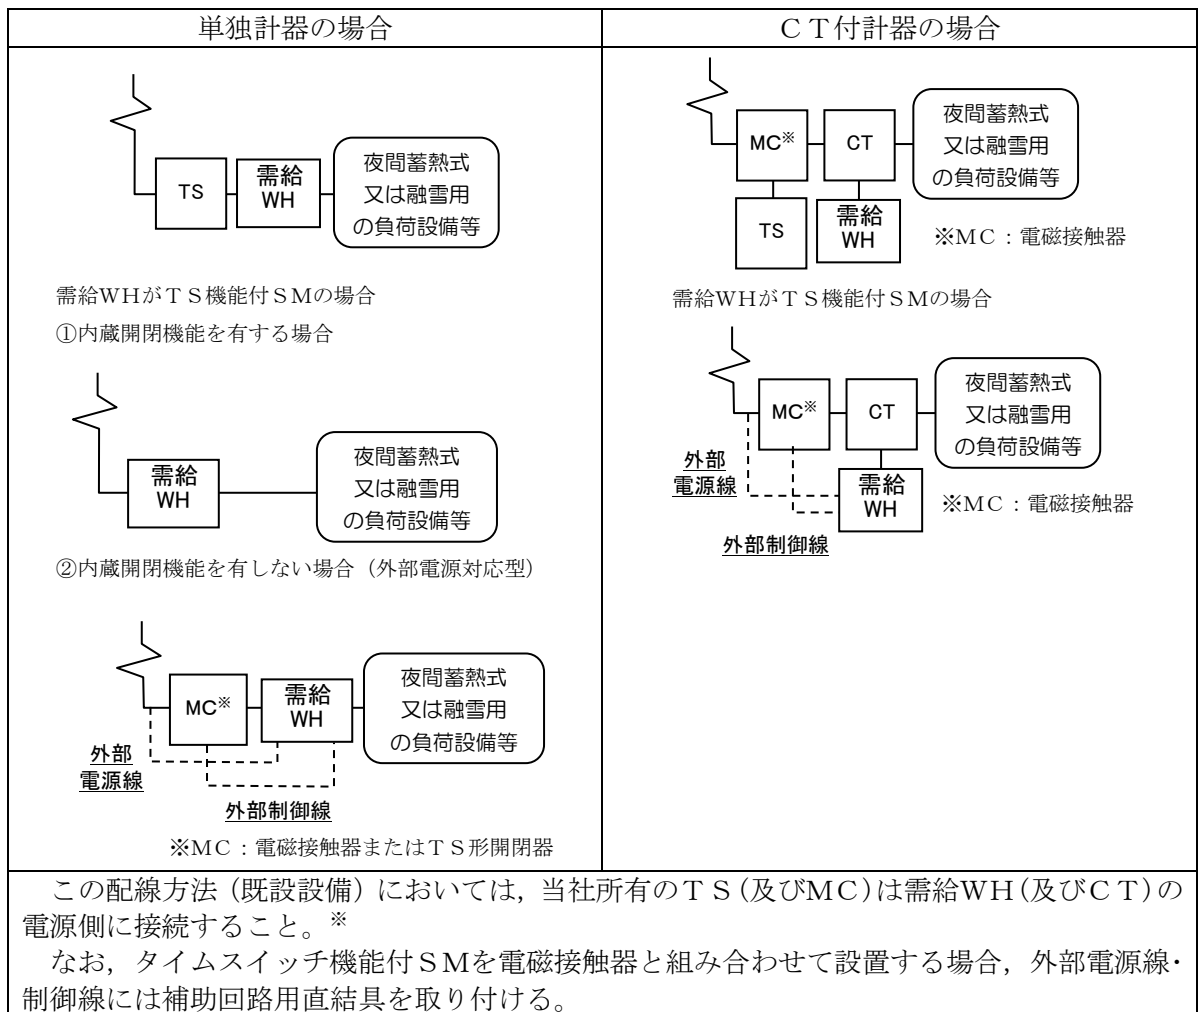 単独計器の場合
TS
需給
WH
夜間蓄熱式
又は融雪用
の負荷設備等
需給WHがTS機能付SMの場合
①内蔵開閉機能を有する場合
需給
WH
夜間蓄熱式
又は融雪用
の負荷設備等
②内蔵開閉機能を有しない場合（外部電源対応型）
MC※
需給
WH
夜間蓄熱式
又は融雪用
の負荷設備等
外部
電源線
外部制御線
※MC：電磁接触器またはTS形開閉器
CT付計器の場合
MC※
CT
夜間蓄熱式
又は融雪用
の負荷設備等
TS
需給
WH
※MC：電磁接触器
需給WHがTS機能付SMの場合
MC※
CT
夜間蓄熱式
又は融雪用
の負荷設備等
外部
電源線
需給
WH
※MC：電磁接触器
外部制御線
この配線方法（既設設備）においては，当社所有のTS（及びMC）は需給WH（及びCT）の
電源側に接続すること。※
なお，タイムスイッチ機能付SMを電磁接触器と組み合わせて設置する場合，外部電源線・
制御線には補助回路用直結具を取り付ける。